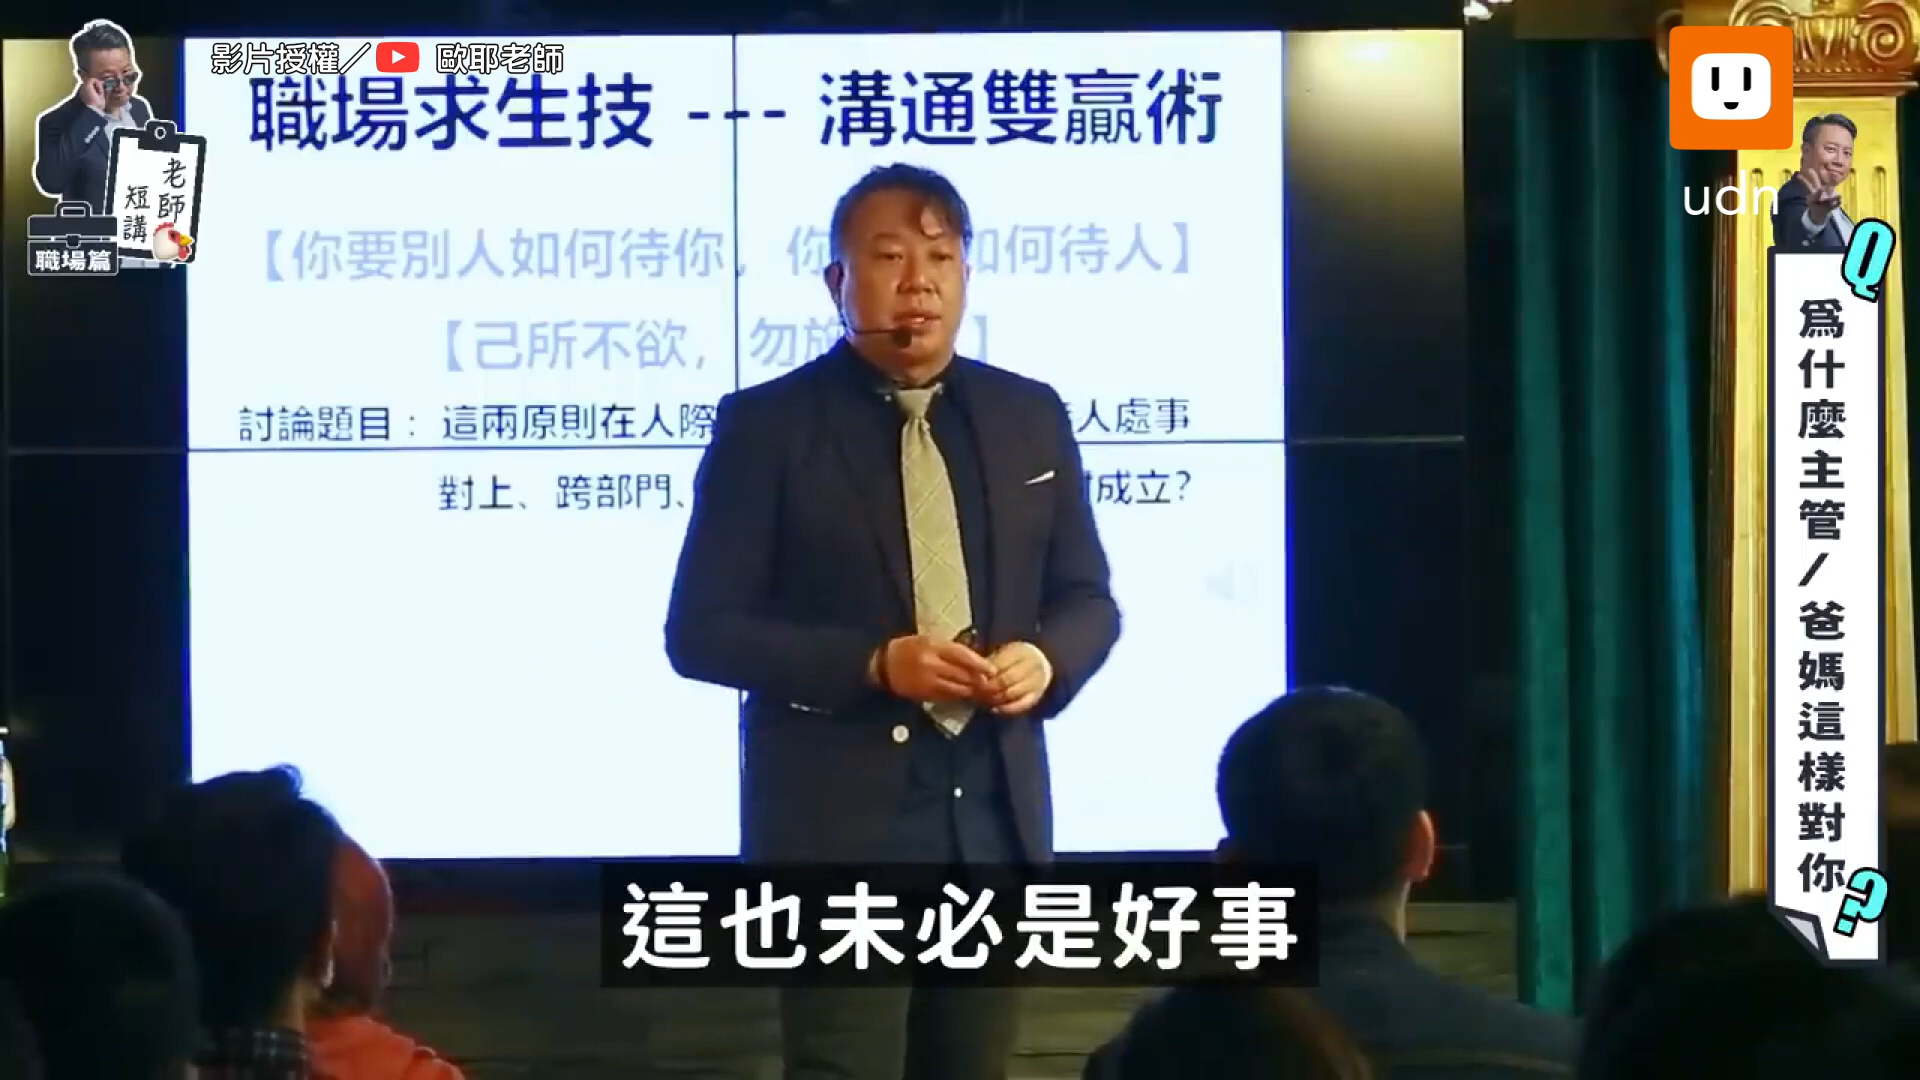 影片授權／ 歐耶老師
職場求生技 --- 溝通雙贏術
【你要別人如何待你，你 如何待人】
【己所不欲，勿施 】
討論題目：這兩原則在人際 人處事
對上、跨部門、 成立？
老師
短講
職場篇
udn
Q
為什麼主管/爸媽這樣對你
?
這也未必是好事